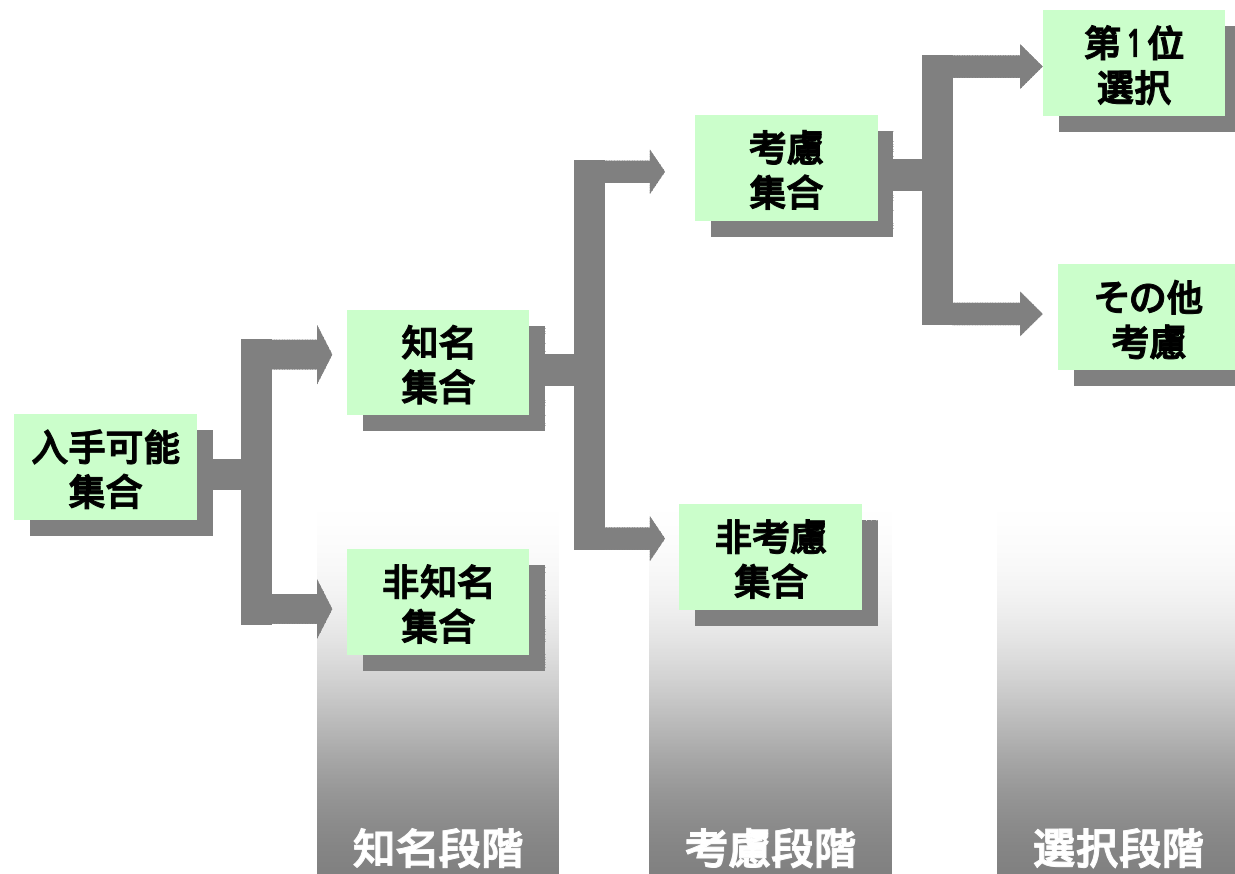 入手可能
集合
知名
集合
非知名
集合
考慮
集合
非考慮
集合
第1位
選択
その他
考慮
知名段階
考慮段階
選択段階